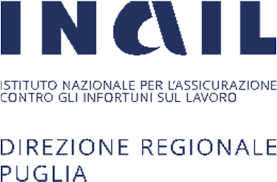 INAIL
ISTITUTO NAZIONALE PER L'ASSICURAZIONE
CONTRO GLI INFORTUNI SUL LAVORO
DIREZIONE REGIONALE
PUGLIA